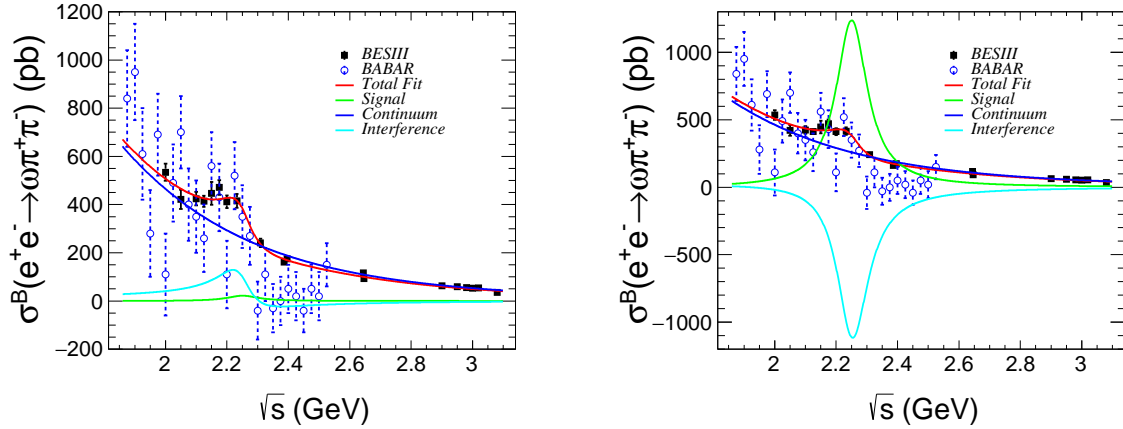 σᴮ(e⁺e⁻→ωπ⁺π⁻) (pb)
1200
1000
800
600
400
200
0
−200
BESIII
BABAR
Total Fit
Signal
Continuum
Interference
2 2.2 2.4 2.6 2.8 3
√s (GeV)
σᴮ(e⁺e⁻→ωπ⁺π⁻) (pb)
1000
500
0
−500
−1000
BESIII
BABAR
Total Fit
Signal
Continuum
Interference
2 2.2 2.4 2.6 2.8 3
√s (GeV)